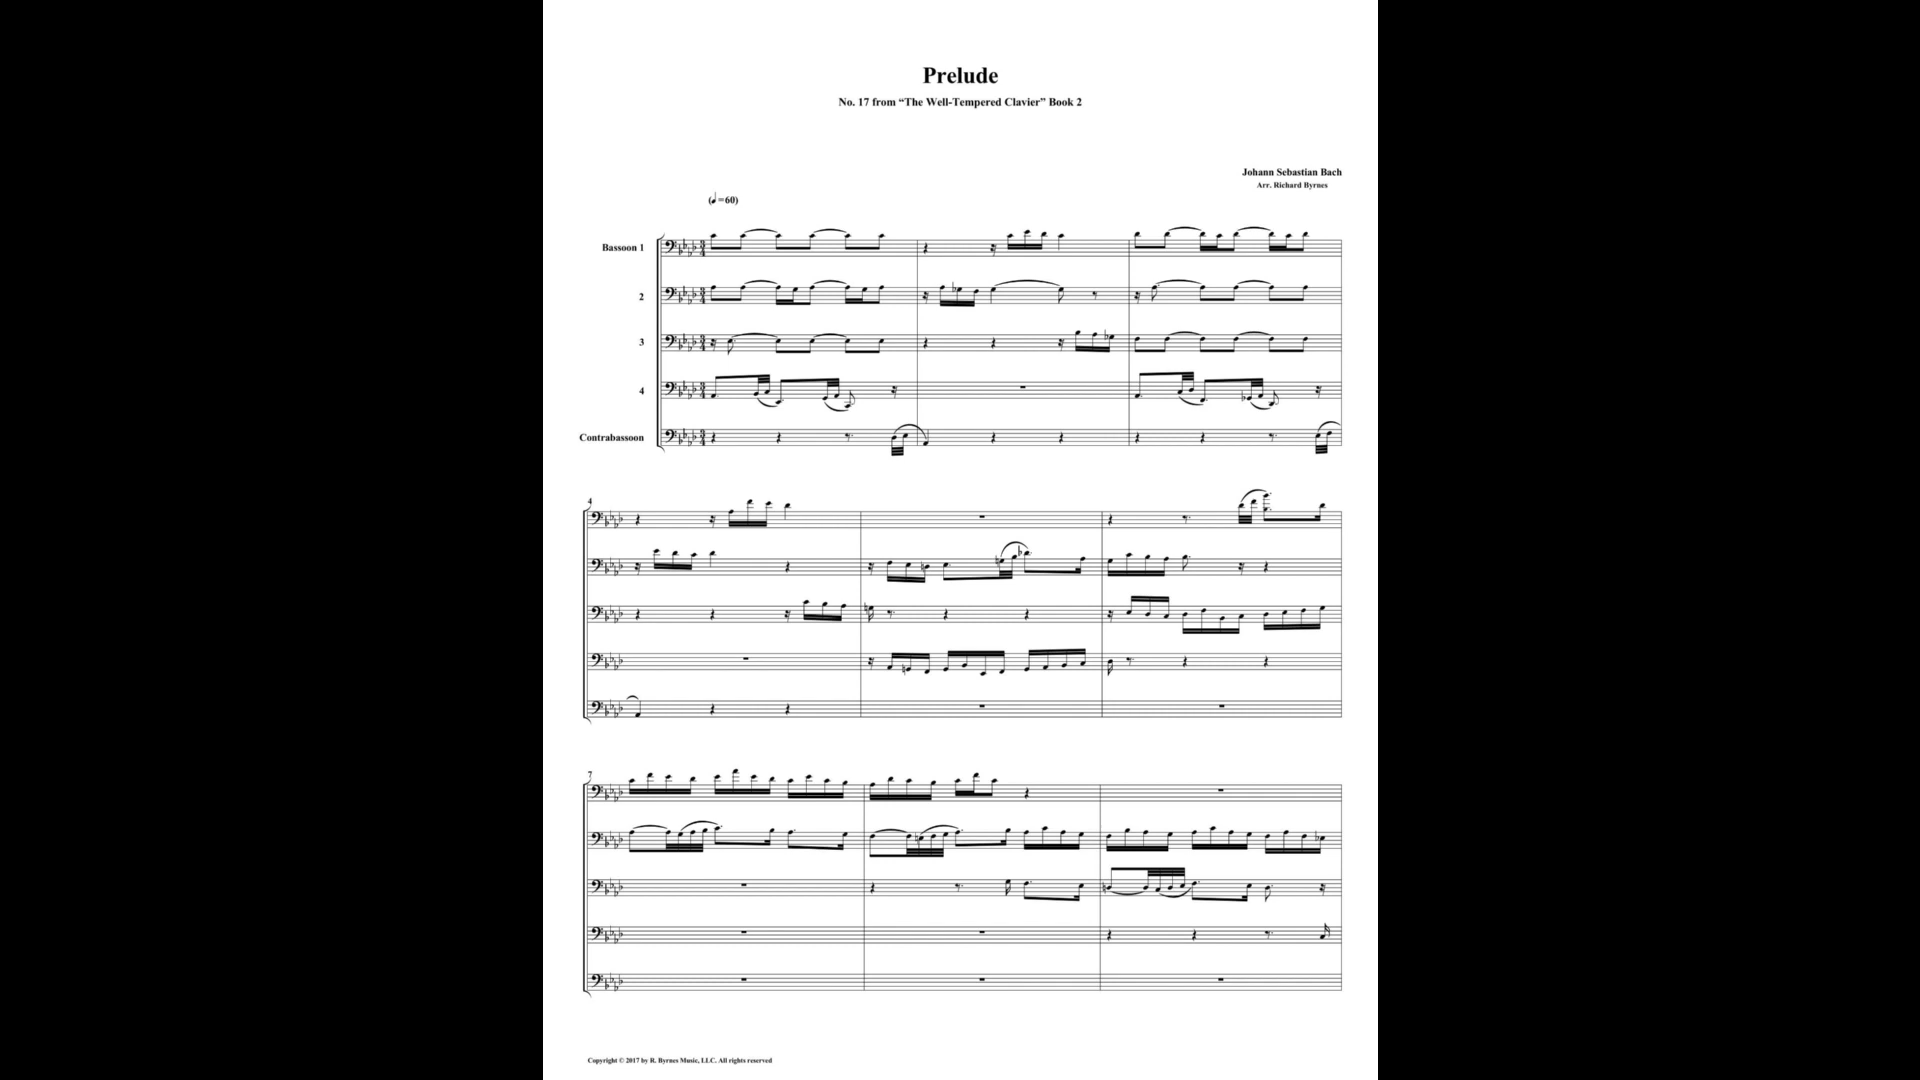 Prelude
No. 17 from “The Well-Tempered Clavier” Book 2
Johann Sebastian Bach
Arr. Richard Byrnes
(♩=60)
Bassoon 1
2
3
4
Contrabassoon
4
7
Copyright © 2017 by R. Byrnes Music, LLC. All rights reserved